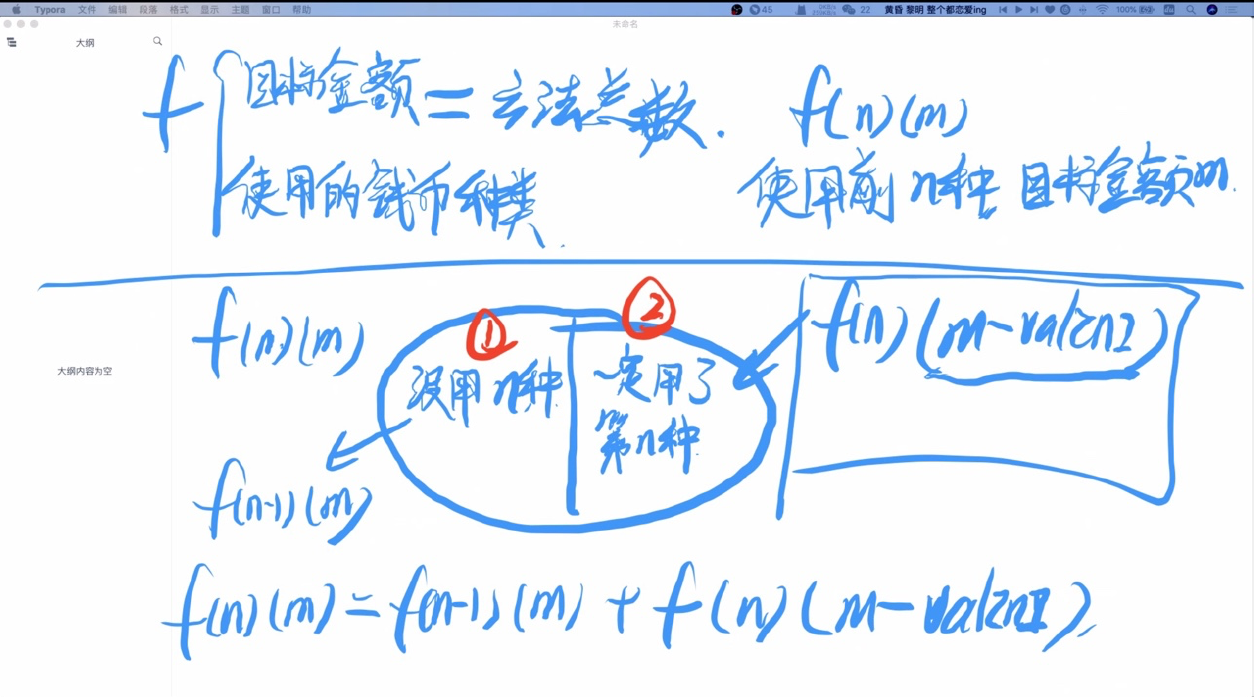 Typora 文件 编辑 段落 格式 显示 主题 窗口 帮助 45 0KB/s 22 黄昏 黎明 整个都恋爱ing 100%
未命名
大纲
大纲内容为空
f 目标金额 = 方法总数. f(n)(m)
使用的钱币种类. 使用前n种 目标金额m.
f(n)(m) ① ② f(n)(m-val[n])
没用n种. 一定用了
第n种.
f(n-1)(m)
f(n)(m)=f(n-1)(m)+f(n)(m-val[n]).